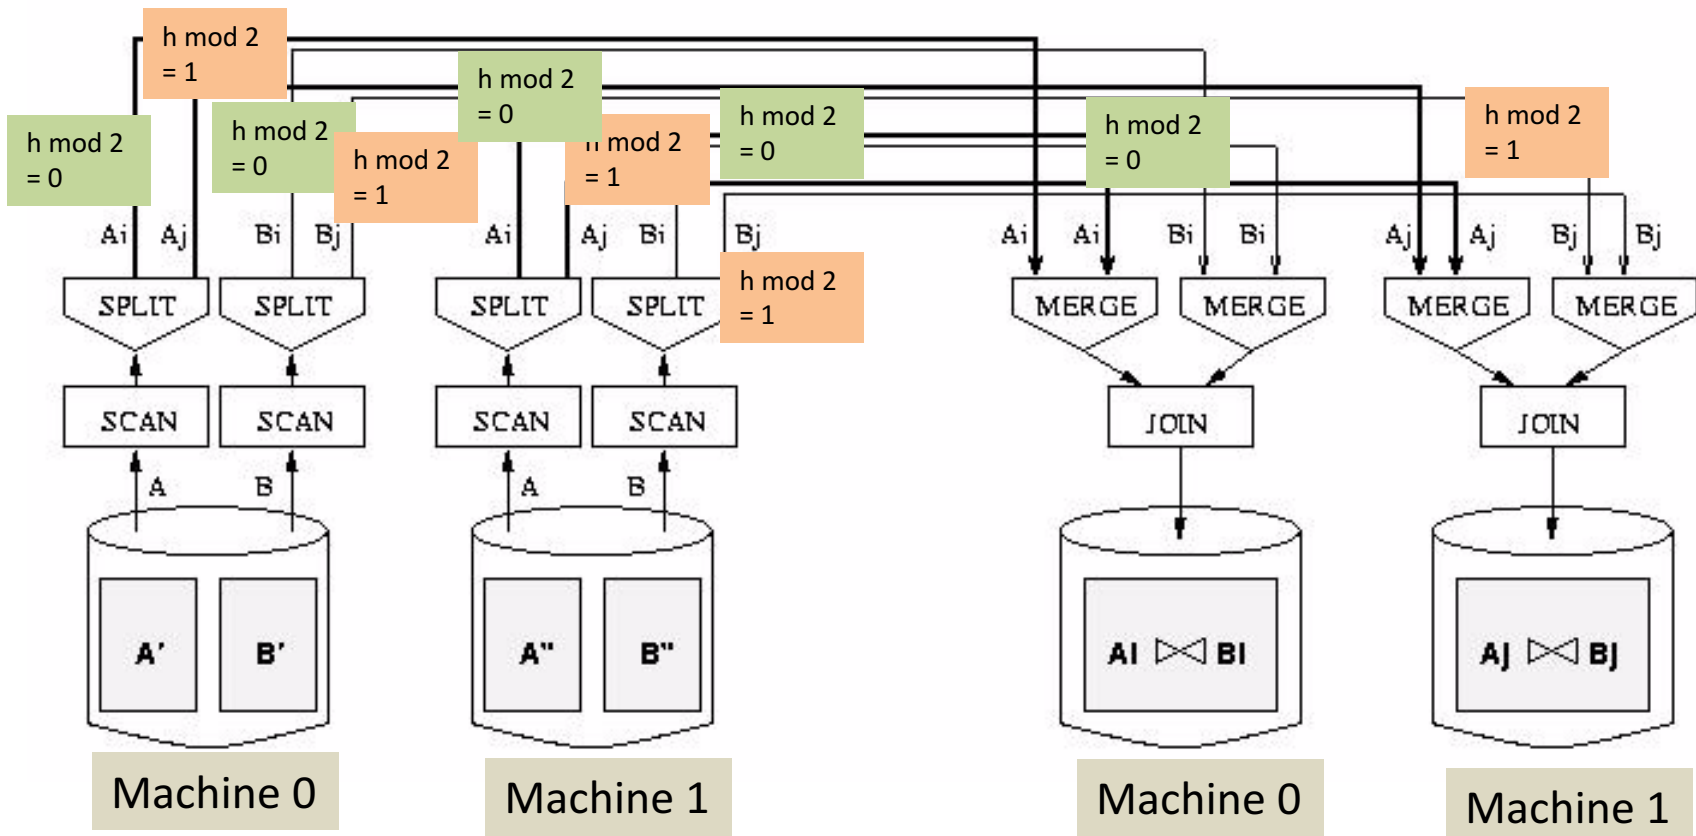 h mod 2
= 1
h mod 2
= 0
h mod 2
= 0
h mod 2
= 0
h mod 2
= 1
h mod 2
= 0
h mod 2
= 1
h mod 2
= 0
h mod 2
= 1
Ai Aj Bi Bj Ai Aj Bi Bj Ai Ai Bi Bi Aj Aj Bj Bj
h mod 2
= 1
SPLIT SPLIT SPLIT SPLIT MERGE MERGE MERGE MERGE
SCAN SCAN SCAN SCAN JOIN JOIN
A B A B
A' B' A" B" Ai ⋈ Bi Aj ⋈ Bj
Machine 0 Machine 1 Machine 0 Machine 1